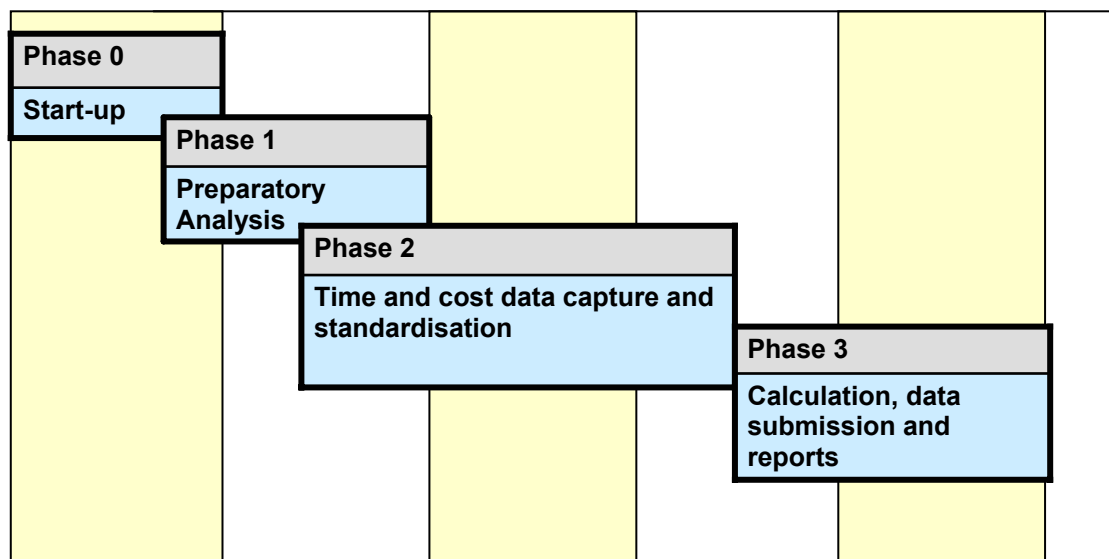 Phase 0
Start-up
Phase 1
Preparatory
Analysis
Phase 2
Time and cost data capture and
standardisation
Phase 3
Calculation, data
submission and
reports